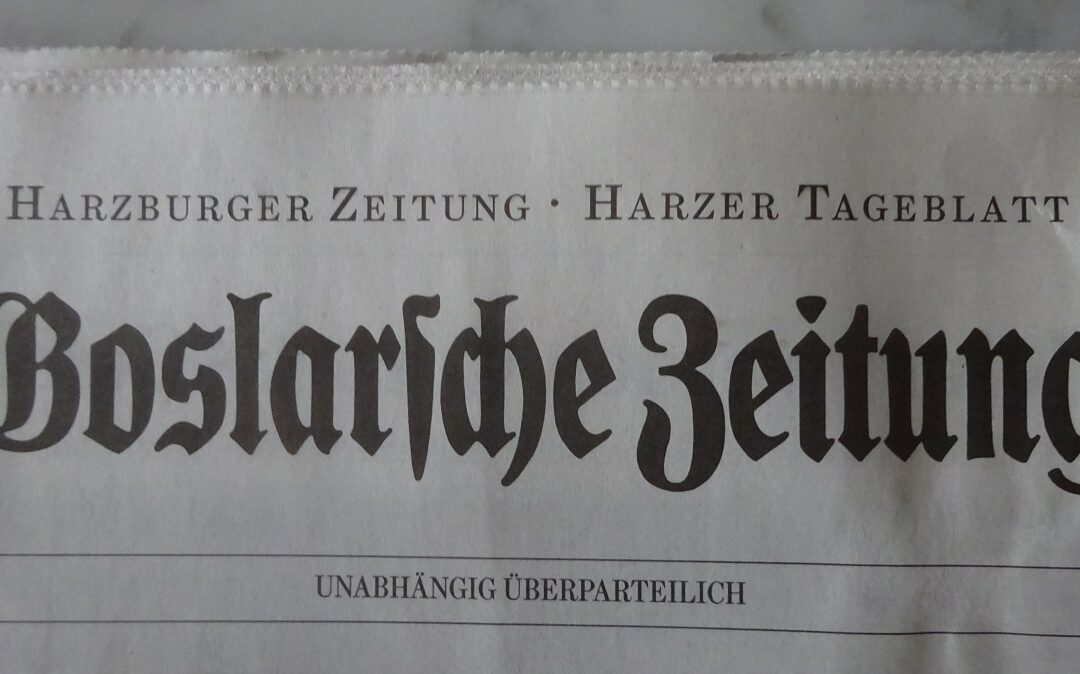 HARZBURGER ZEITUNG · HARZER TAGEBLATT
Goslarsche Zeitung
UNABHÄNGIG ÜBERPARTEILICH